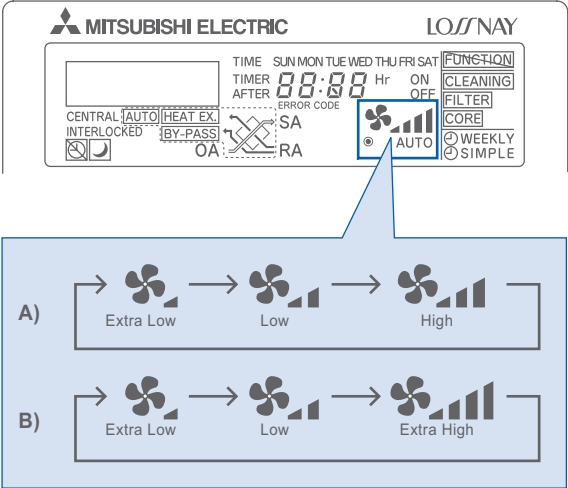 MITSUBISHI ELECTRIC LOSSNAY
TIME SUN MON TUE WED THU FRI SAT FUNCTION
TIMER AFTER 88:88 Hr ON OFF CLEANING
ERROR CODE FILTER
CENTRAL AUTO HEAT EX. SA CORE
INTERLOCKED BY-PASS AUTO WEEKLY
OA RA SIMPLE
A)
Extra Low Low High
B)
Extra Low Low Extra High